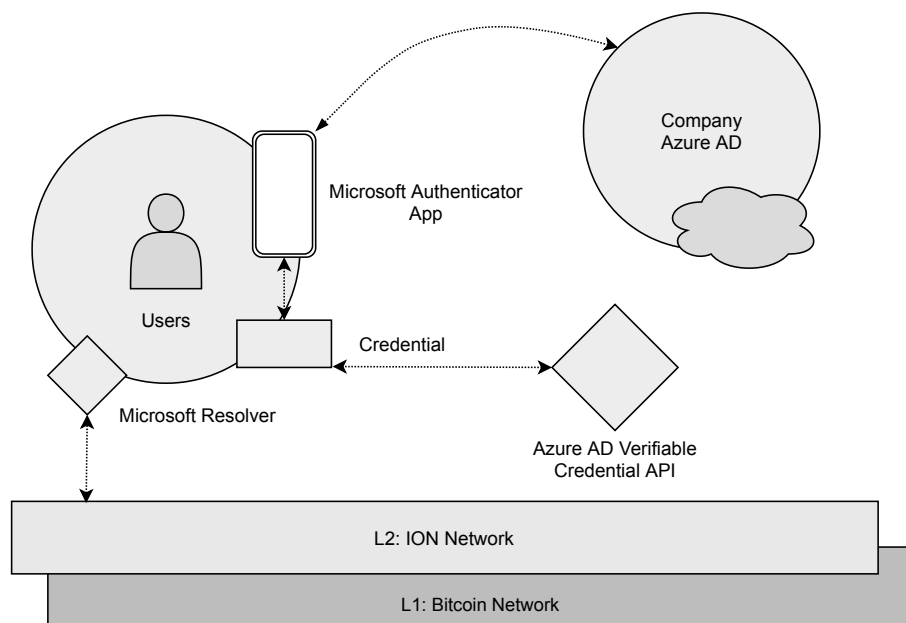 Company
Azure AD
Microsoft Authenticator
App
Users
Credential
Microsoft Resolver
Azure AD Verifiable
Credential API
L2: ION Network
L1: Bitcoin Network